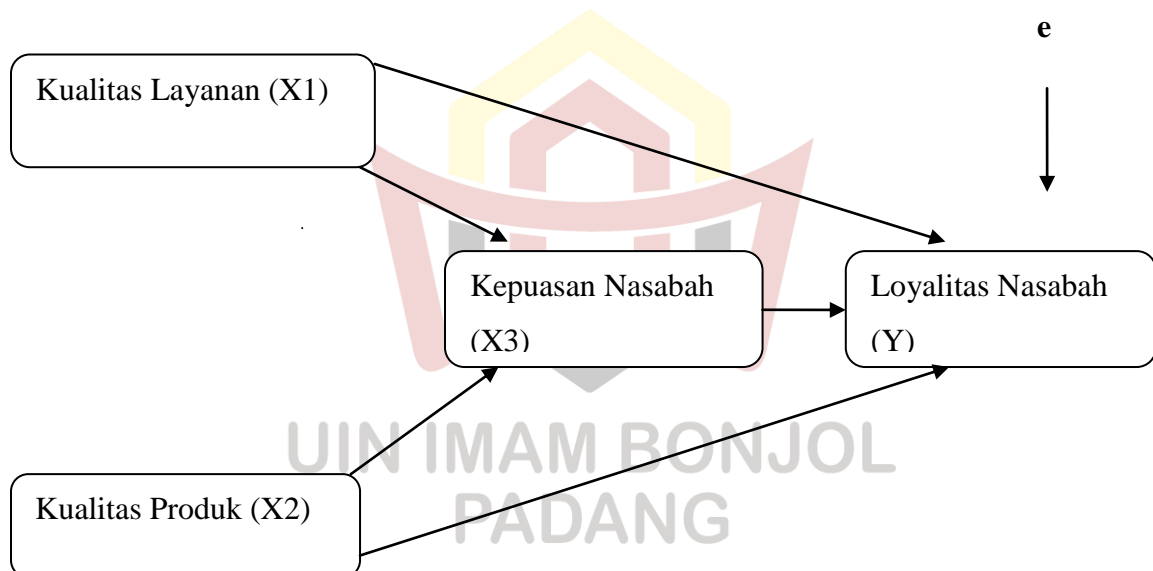 e
Kualitas Layanan (X1)
Kepuasan Nasabah
(X3)
Loyalitas Nasabah
(Y)
UIN IMAM BONJOL
PADANG
Kualitas Produk (X2)